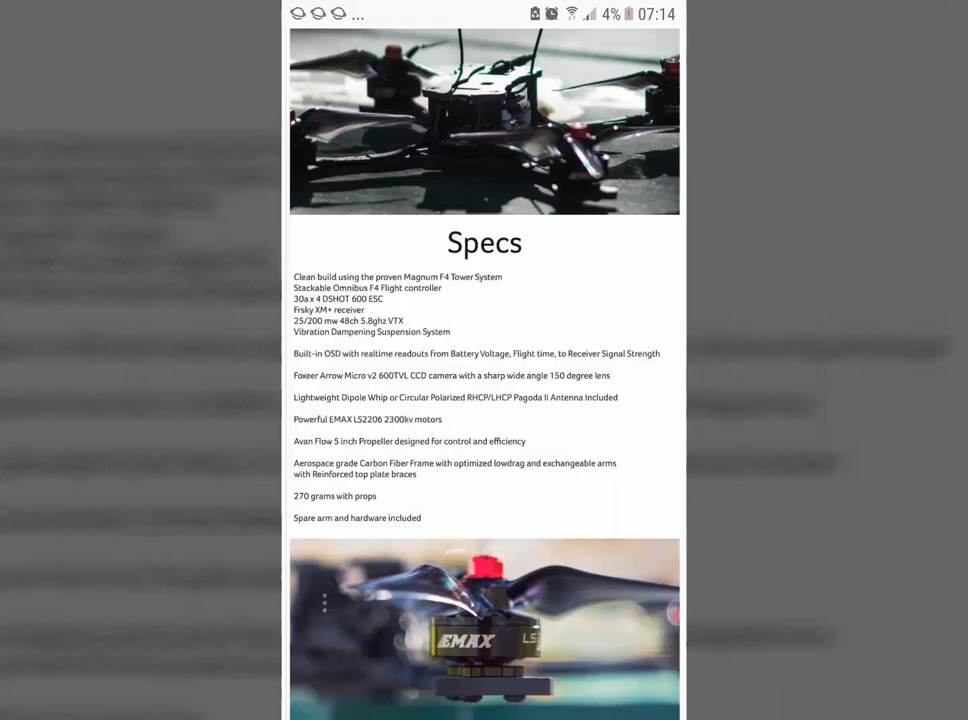 ... 4% 07:14
Specs
Clean build using the proven Magnum F4 Tower System
Stackable Omnibus F4 Flight controller
30a x 4 DSHOT 600 ESC
Frsky XM+ receiver
25/200 mw 48ch 5.8ghz VTX
Vibration Dampening Suspension System
Built-in OSD with realtime readouts from Battery Voltage, Flight time, to Receiver Signal Strength
Foxeer Arrow Micro v2 600TVL CCD camera with a sharp wide angle 150 degree lens
Lightweight Dipole Whip or Circular Polarized RHCP/LHCP Pagoda II Antenna Included
Powerful EMAX LS2206 2300kv motors
Avan Flow 5 inch Propeller designed for control and efficiency
Aerospace grade Carbon Fiber Frame with optimized lowdrag and exchangeable arms
with Reinforced top plate braces
270 grams with props
Spare arm and hardware included
EMAX LS